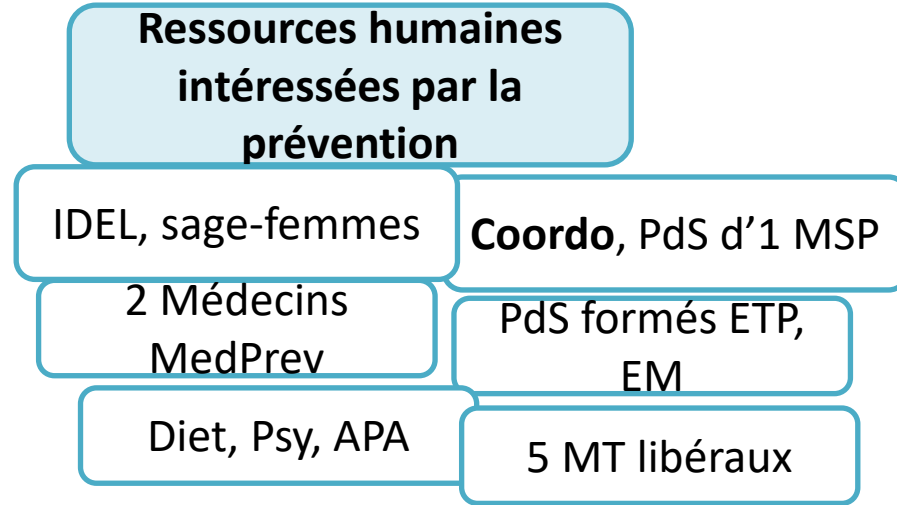 Ressources humaines
intéressées par la
prévention
IDEL, sage-femmes
Coordo, PdS d’1 MSP
2 Médecins
MedPrev
PdS formés ETP,
EM
Diet, Psy, APA
5 MT libéraux